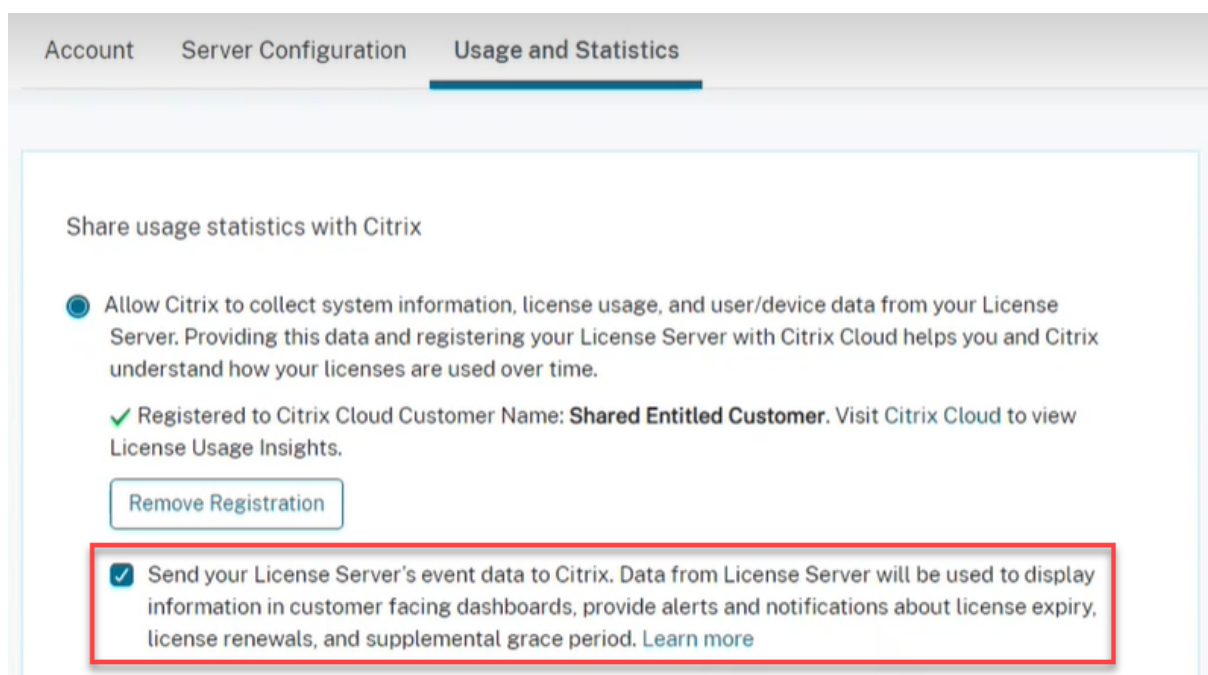 Account Server Configuration Usage and Statistics
Share usage statistics with Citrix
Allow Citrix to collect system information, license usage, and user/device data from your License
Server. Providing this data and registering your License Server with Citrix Cloud helps you and Citrix
understand how your licenses are used over time.
Registered to Citrix Cloud Customer Name: Shared Entitled Customer. Visit Citrix Cloud to view
License Usage Insights.
Remove Registration
Send your License Server's event data to Citrix. Data from License Server will be used to display
information in customer facing dashboards, provide alerts and notifications about license expiry,
license renewals, and supplemental grace period. Learn more